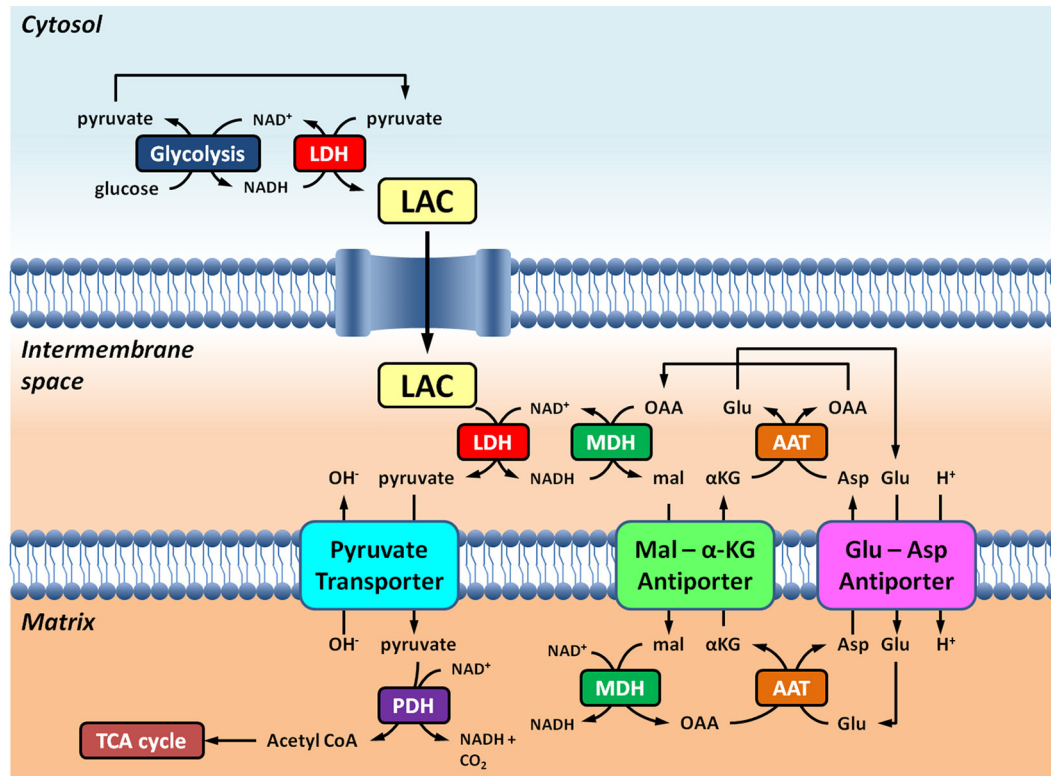 Cytosol
pyruvate
NAD⁺
pyruvate
Glycolysis
LDH
glucose
NADH
LAC
Intermembrane
space
LAC
NAD⁺
OAA
Glu
OAA
LDH
MDH
AAT
OH⁻
pyruvate
NADH
mal
αKG
Asp
Glu
H⁺
Pyruvate
Transporter
Mal – α-KG
Antiporter
Glu – Asp
Antiporter
Matrix
OH⁻
pyruvate
NAD⁺
mal
αKG
Asp
Glu
H⁺
NAD⁺
PDH
MDH
AAT
TCA cycle
Acetyl CoA
NADH +
CO₂
NADH
OAA
Glu